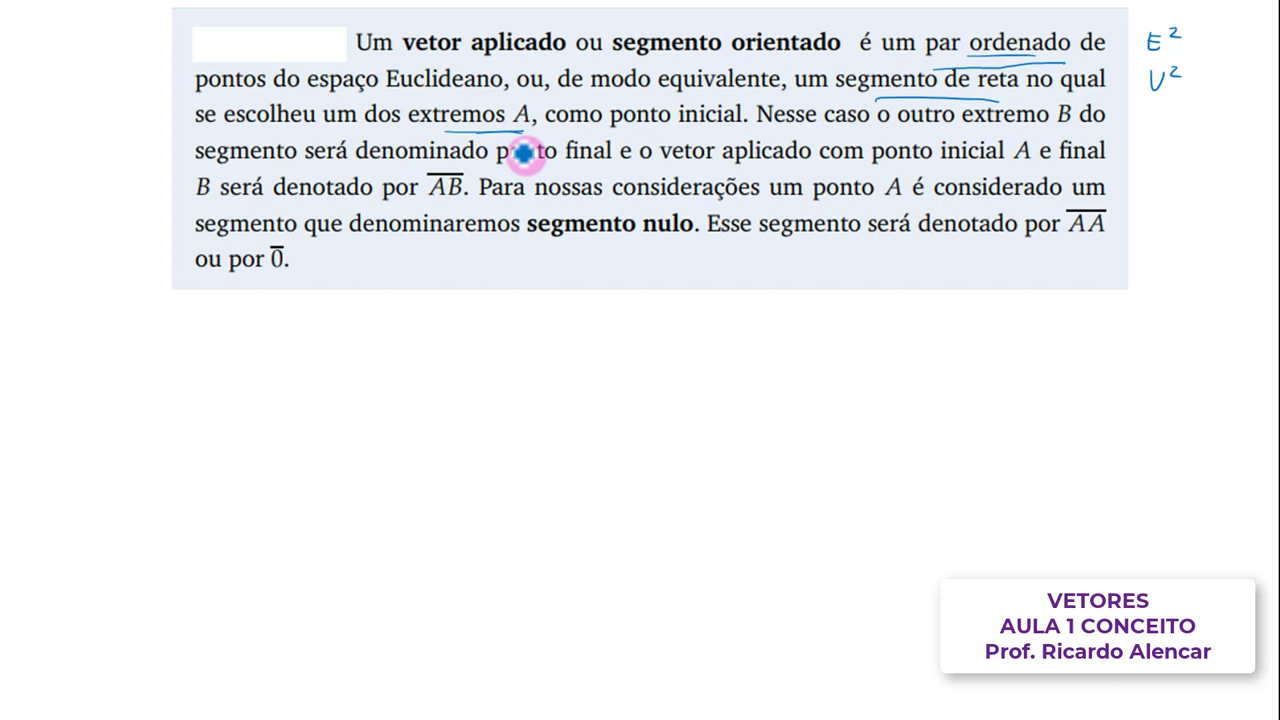 Um vetor aplicado ou segmento orientado é um par ordenado de
pontos do espaço Euclideano, ou, de modo equivalente, um segmento de reta no qual
se escolheu um dos extremos A, como ponto inicial. Nesse caso o outro extremo B do
segmento será denominado ponto final e o vetor aplicado com ponto inicial A e final
B será denotado por A̅B̅. Para nossas considerações um ponto A é considerado um
segmento que denominaremos segmento nulo. Esse segmento será denotado por A̅A̅
ou por 0̅.
E²
V²
VETORES
AULA 1 CONCEITO
Prof. Ricardo Alencar